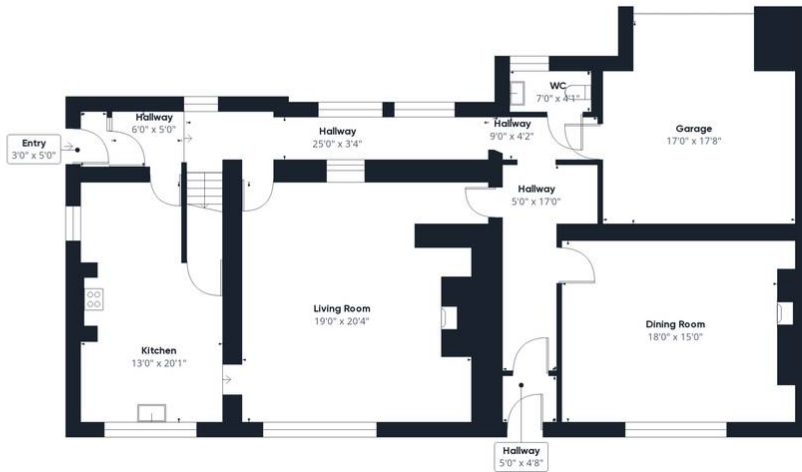 WC
7'0" x 4'1"
Hallway
6'0" x 5'0"
Hallway
25'0" x 3'4"
Hallway
9'0" x 4'2"
Garage
17'0" x 17'8"
Entry
3'0" x 5'0"
Hallway
5'0" x 17'0"
Living Room
19'0" x 20'4"
Dining Room
18'0" x 15'0"
Kitchen
13'0" x 20'1"
Hallway
5'0" x 4'8"